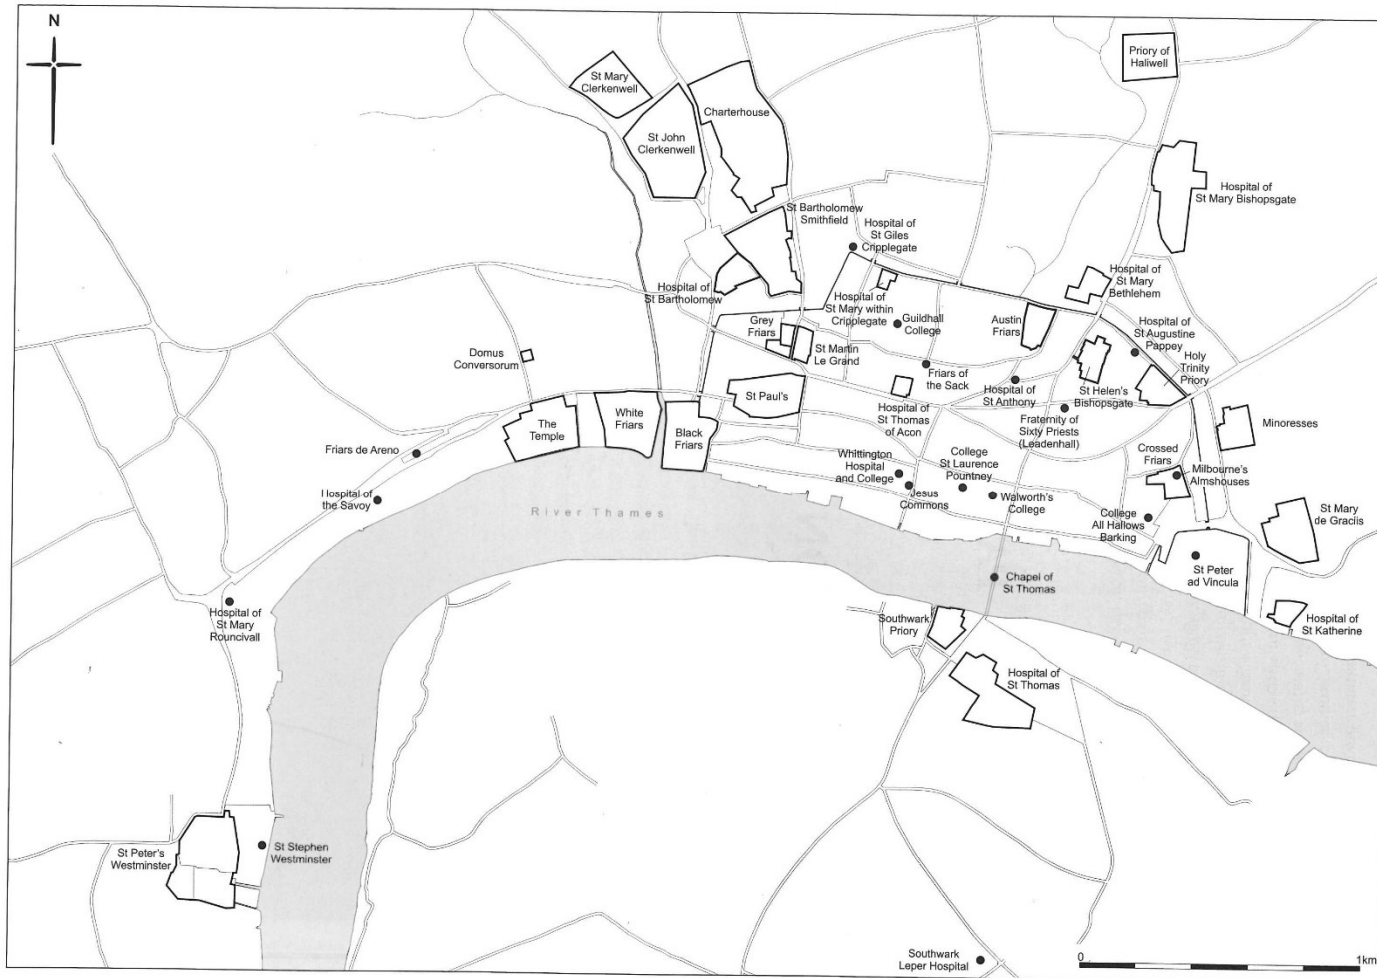 N
Priory of
Haliwell
St Mary
Clerkenwell
Charterhouse
St John
Clerkenwell
Hospital of
St Mary Bishopsgate
St Bartholomew
Smithfield
Hospital of
St Giles
Cripplegate
Hospital of
St Bartholomew
Hospital of
St Mary within
Cripplegate
Hospital of
St Mary
Bethlehem
Grey
Friars
St Martin
Le Grand
Guildhall
College
Austin
Friars
Hospital of
St Augustine
Pappey
Holy
Trinity
Priory
Domus
Conversorum
Friars of
the Sack
Hospital of
St Anthony
St Helen's
Bishopsgate
St Paul's
Hospital of
St Thomas
of Acon
Fraternity of
Sixty Priests
(Leadenhall)
Minoresses
The
Temple
White
Friars
Black
Friars
Friars de Areno
Whittington
Hospital
and College
College
St Laurence
Pountney
Crossed
Friars
Milbourne's
Almshouses
Hospital of
the Savoy
Jesus
Commons
Walworth's
College
College
All Hallows
Barking
St Mary
de Graciis
River Thames
St Peter
ad Vincula
Chapel of
St Thomas
Hospital of
St Mary
Rouncivall
Southwark
Priory
Hospital of
St Katherine
Hospital of
St Thomas
St Peter's
Westminster
St Stephen
Westminster
Southwark
Leper Hospital
0
1km